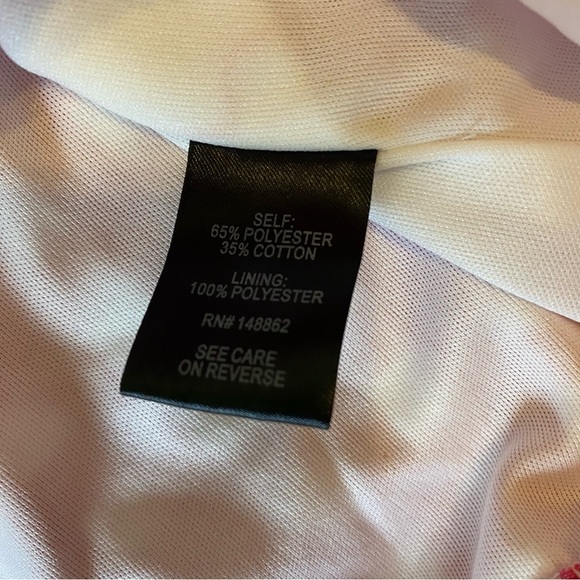 SELF:
65% POLYESTER
35% COTTON
LINING:
100% POLYESTER
RN# 148862
SEE CARE
ON REVERSE